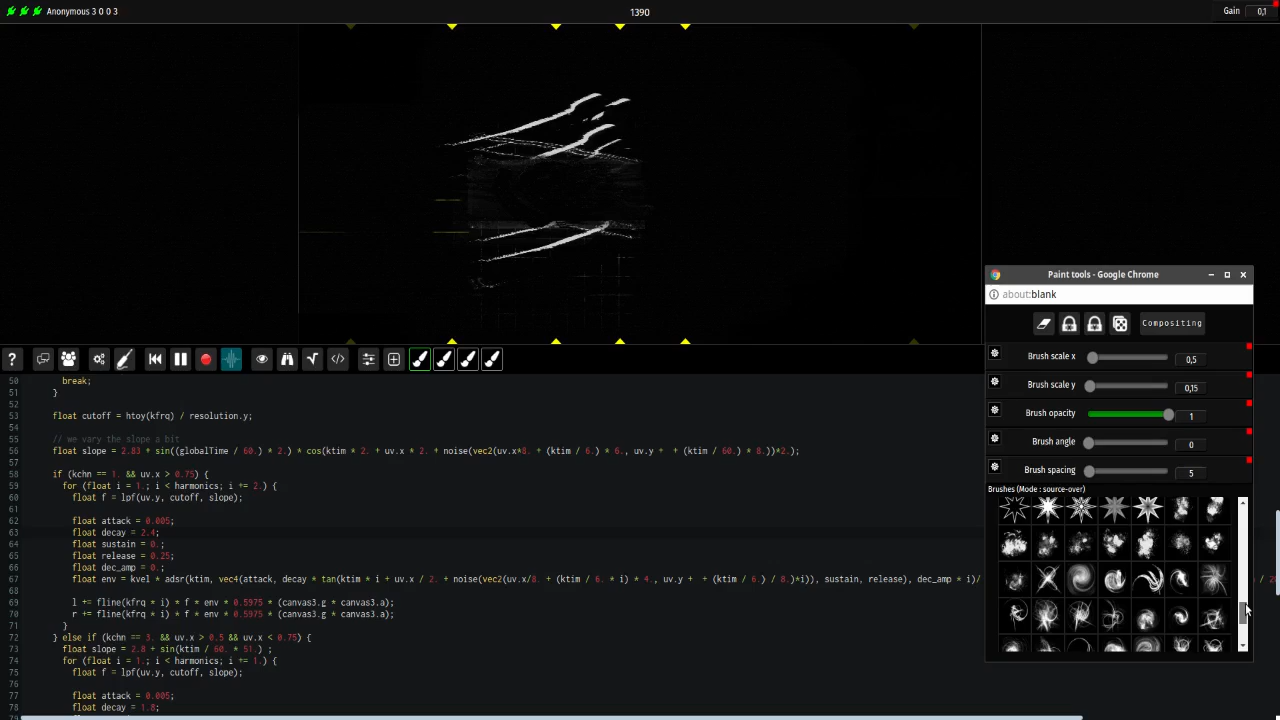 Anonymous 3 0 0 3
1390
Gain 0,1
Paint tools - Google Chrome
about:blank
Compositing
Brush scale x 0,5
Brush scale y 0,15
Brush opacity 1
Brush angle 0
Brush spacing 5
Brushes (Mode : source-over)
50 break;
51 }
52
53 float cutoff = htoy(kfrq) / resolution.y;
54
55 // we vary the slope a bit
56 float slope = 2.83 + sin((globalTime / 60.) * 2.) * cos(ktim * 2. + uv.x * 2. + noise(vec2(uv.x*8. + (ktim / 6.) * 6., uv.y + + (ktim / 60.) * 8.))*2.);
57
58 if (kchn == 1. && uv.x > 0.75) {
59 for (float i = 1.; i < harmonics; i += 2.) {
60 float f = lpf(uv.y, cutoff, slope);
61
62 float attack = 0.005;
63 float decay = 2.4;
64 float sustain = 0.;
65 float release = 0.25;
66 float dec_amp = 0.;
67 float env = kvel * adsr(ktim, vec4(attack, decay * tan(ktim * i + uv.x / 2. + noise(vec2(uv.x/8. + (ktim / 6. * i) * 4., uv.y + + (ktim / 6.) / 8.)*i)), sustain, release), dec_amp * i)/
68
69 l += fline(kfrq * i) * f * env * 0.5975 * (canvas3.g * canvas3.a);
70 r += fline(kfrq * i) * f * env * 0.5975 * (canvas3.g * canvas3.a);
71 }
72 } else if (kchn == 3. && uv.x > 0.5 && uv.x < 0.75) {
73 float slope = 2.8 + sin(ktim / 60. * 51.) ;
74 for (float i = 1.; i < harmonics; i += 1.) {
75 float f = lpf(uv.y, cutoff, slope);
76
77 float attack = 0.005;
78 float decay = 1.8;